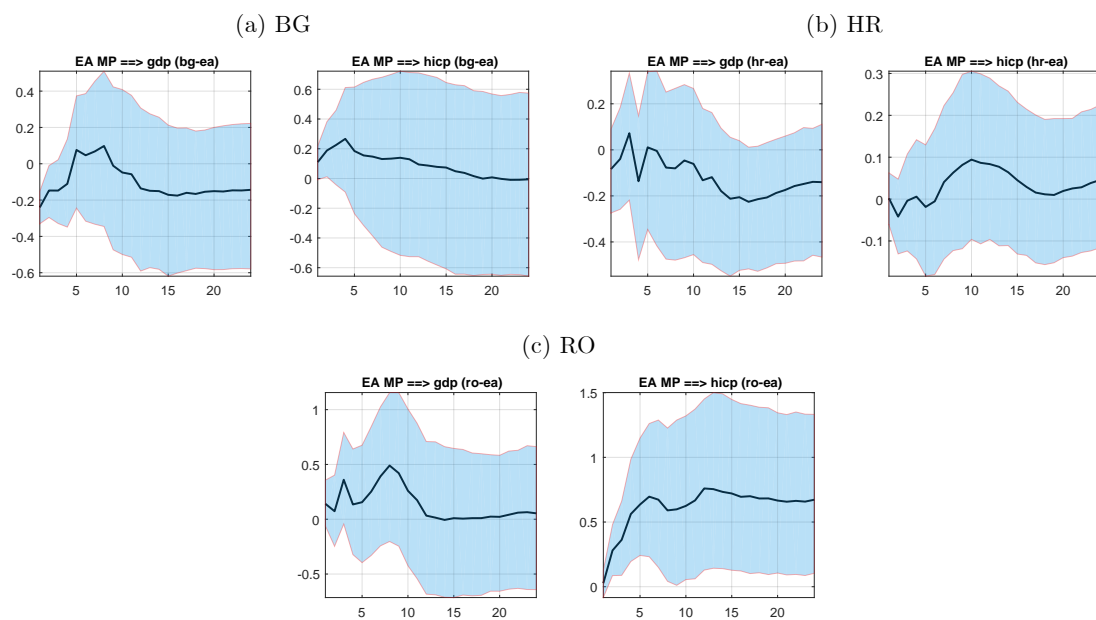 (a) BG
(b) HR
EA MP ==> gdp (bg-ea)
EA MP ==> hicp (bg-ea)
EA MP ==> gdp (hr-ea)
EA MP ==> hicp (hr-ea)
0.4
0.2
0
-0.2
-0.4
-0.6
5 10 15 20
0.6
0.4
0.2
0
-0.2
-0.4
-0.6
5 10 15 20
0.2
0
-0.2
-0.4
5 10 15 20
0.3
0.2
0.1
0
-0.1
5 10 15 20
(c) RO
EA MP ==> gdp (ro-ea)
EA MP ==> hicp (ro-ea)
1
0.5
0
-0.5
5 10 15 20
1.5
1
0.5
0
5 10 15 20